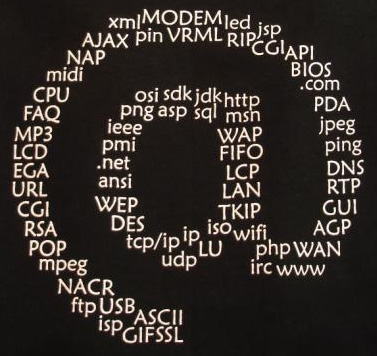 xml MODEM led
AJAX pin VRML RIP jsp
NAP CGI API
midi BIOS
CPU osi sdk jdk http .com
FAQ png asp sql msn PDA
MP3 ieee WAP jpeg
LCD pmi FIFO ping
EGA .net LCP DNS
URL ansi LAN RTP
CGI WEP TKIP GUI
RSA DES iso wifi AGP
POP tcp/ip ip LU php WAN
mpeg udp irc www
NACR
ftp USB
isp ASCII
GIF SSL